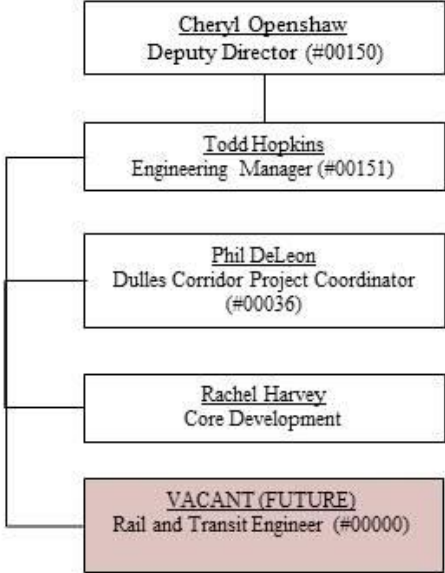 Cheryl Openshaw
Deputy Director (#00150)
Todd Hopkins
Engineering Manager (#00151)
Phil DeLeon
Dulles Corridor Project Coordinator
(#00036)
Rachel Harvey
Core Development
VACANT (FUTURE)
Rail and Transit Engineer (#00000)